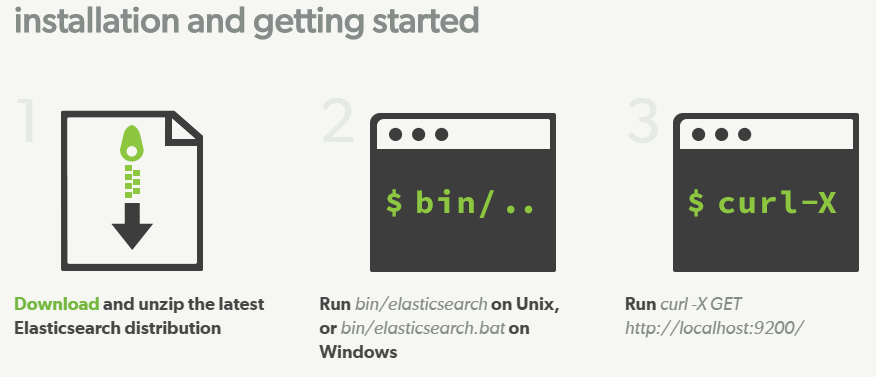 installation and getting started
1
2
3
$ bin/..
$ curl-X
Download and unzip the latest
Elasticsearch distribution
Run bin/elasticsearch on Unix,
or bin/elasticsearch.bat on
Windows
Run curl -X GET
http://localhost:9200/